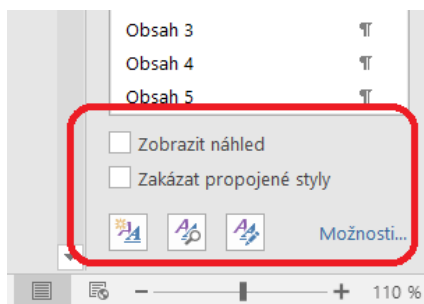 Obsah 3 ¶
Obsah 4 ¶
Obsah 5 ¶
Zobrazit náhled
Zakázat propojené styly
Možnosti...
110 %